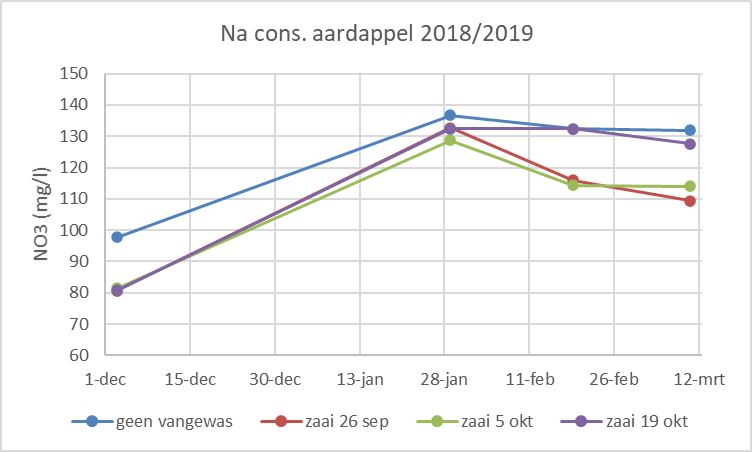 Na cons. aardappel 2018/2019
NO3 (mg/l)
150
140
130
120
110
100
90
80
70
60
1-dec 15-dec 30-dec 13-jan 28-jan 11-feb 26-feb 12-mrt
geen vangewas zaai 26 sep zaai 5 okt zaai 19 okt